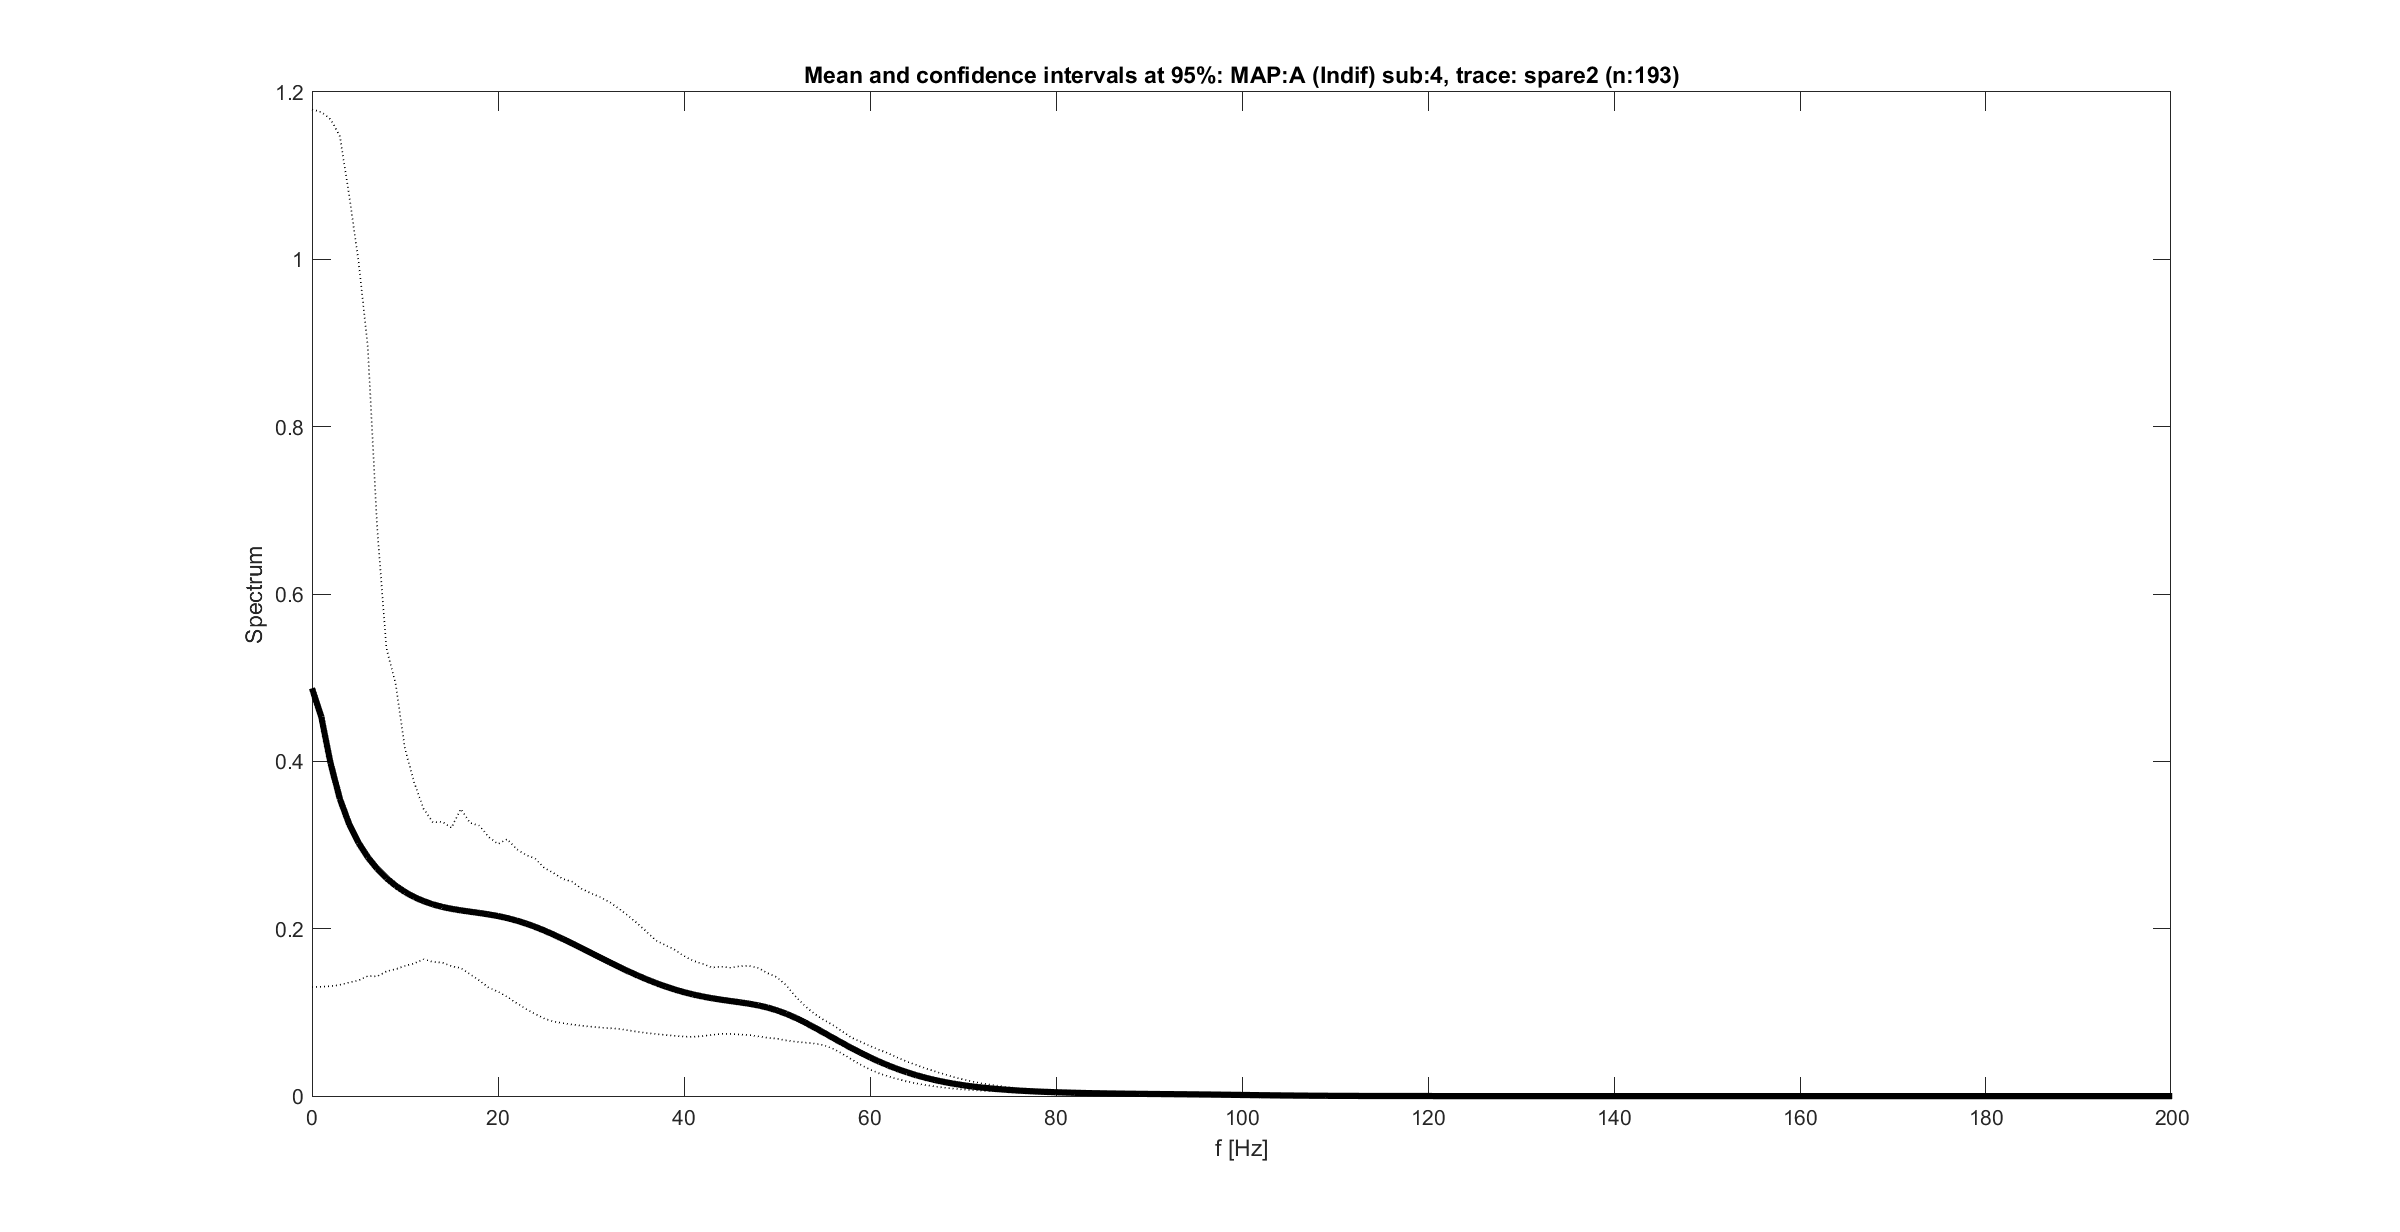 Mean and confidence intervals at 95%: MAP:A (Indif) sub:4, trace: spare2 (n:193)
1.2
1
0.8
0.6
0.4
0.2
0
Spectrum
0 20 40 60 80 100 120 140 160 180 200
f [Hz]